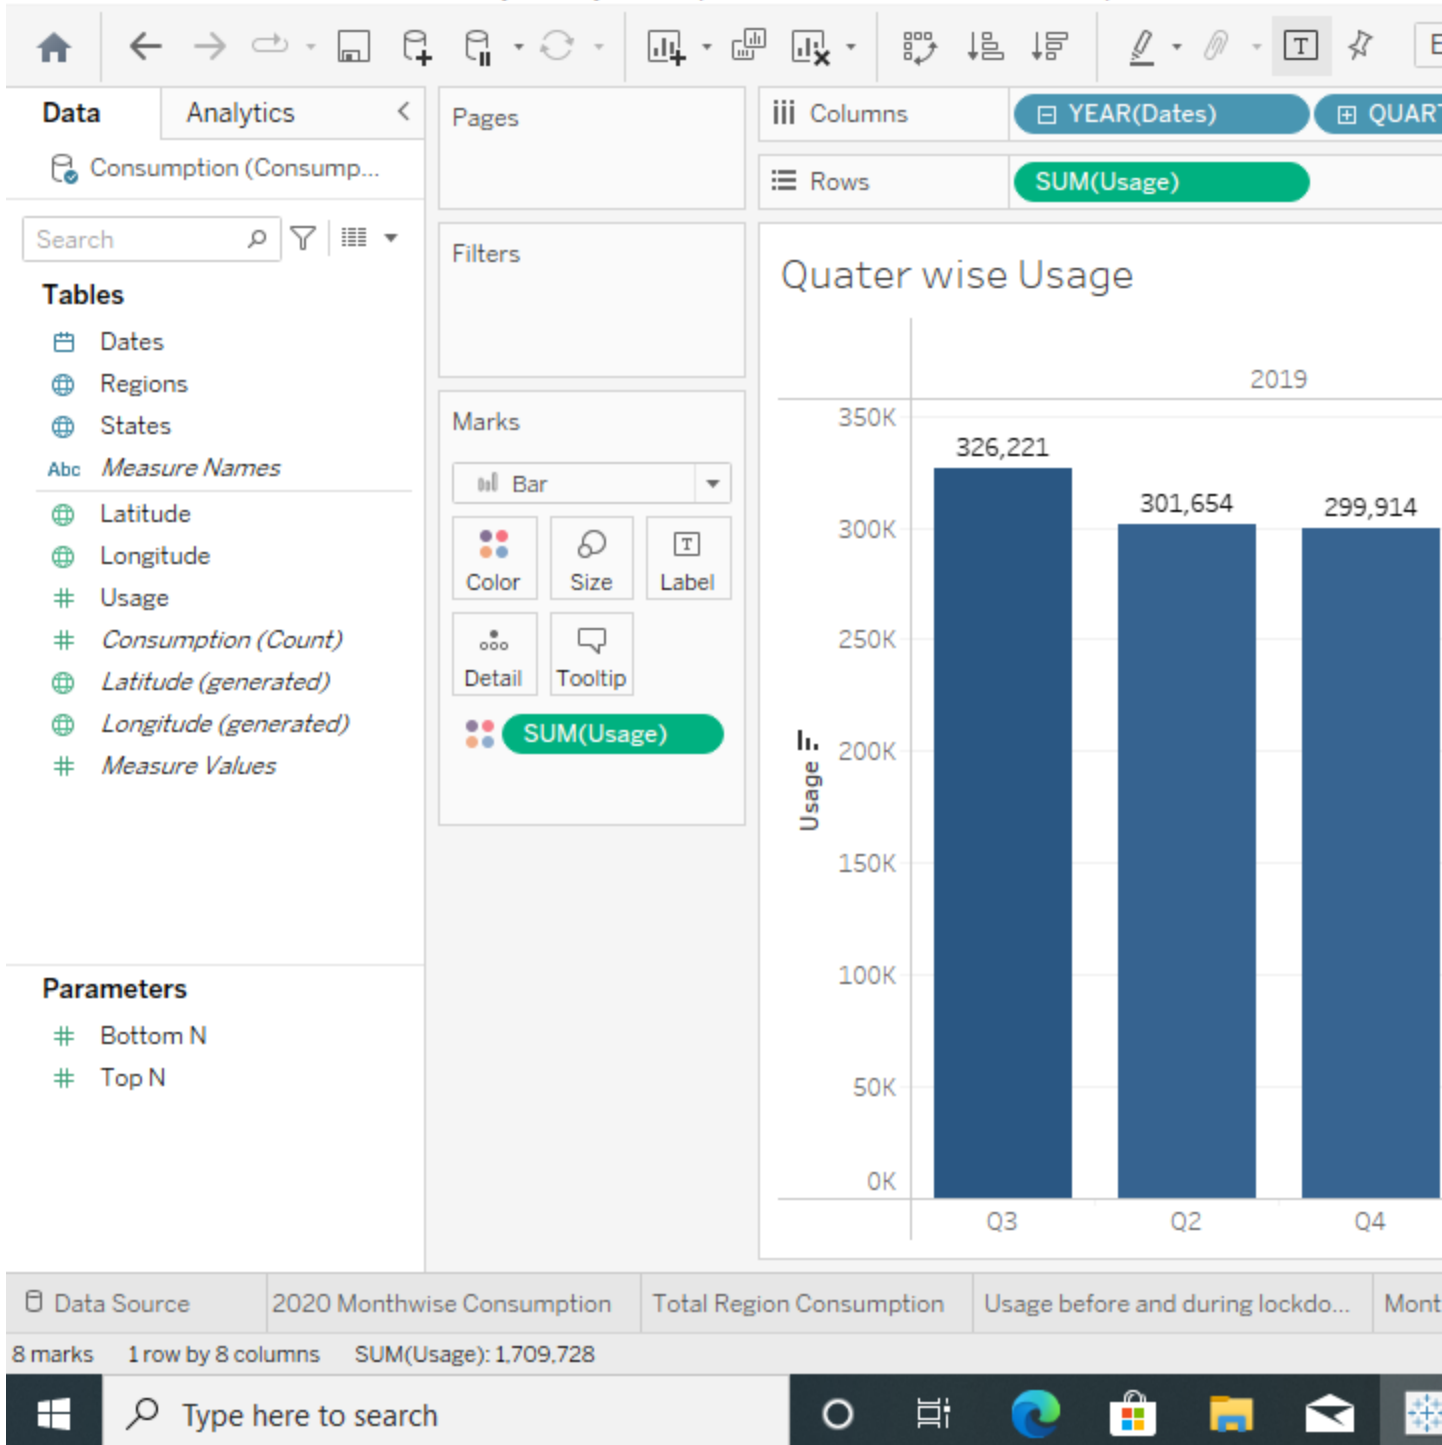 E
Data
Analytics
Consumption (Consump...
Search
Tables
Dates
Regions
States
Abc Measure Names
Latitude
Longitude
# Usage
# Consumption (Count)
Latitude (generated)
Longitude (generated)
# Measure Values
Parameters
# Bottom N
# Top N
Pages
Filters
Marks
Bar
Color Size Label
Detail Tooltip
SUM(Usage)
Columns YEAR(Dates) QUART
Rows SUM(Usage)
Quater wise Usage
2019
350K
300K
250K
200K
150K
100K
50K
0K
Usage
326,221
301,654
299,914
Q3 Q2 Q4
Data Source 2020 Monthwise Consumption Total Region Consumption Usage before and during lockdo... Mont
8 marks 1 row by 8 columns SUM(Usage): 1,709,728
Type here to search